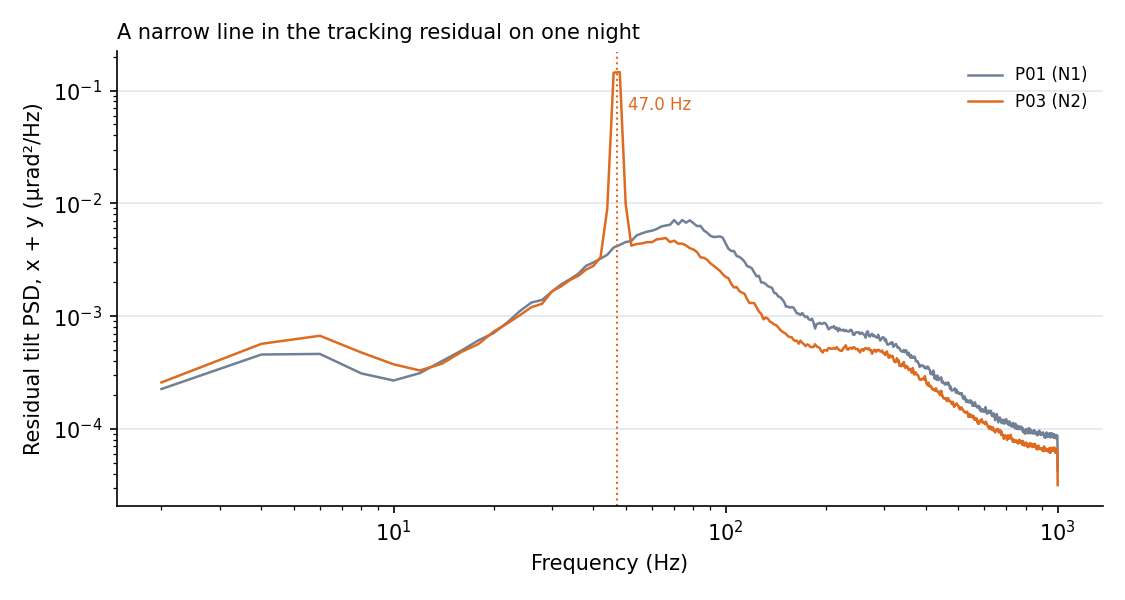 A narrow line in the tracking residual on one night
Residual tilt PSD, x + y (µrad²/Hz)
10⁻¹
10⁻²
10⁻³
10⁻⁴
47.0 Hz
P01 (N1)
P03 (N2)
10¹
10²
10³
Frequency (Hz)